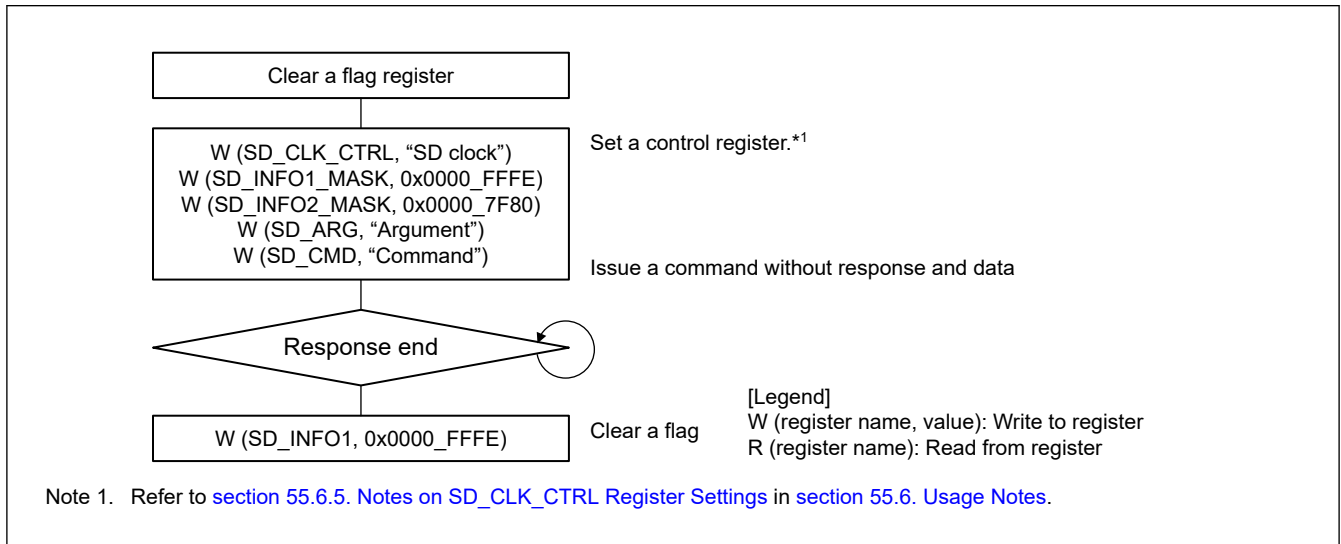 Clear a flag register
W (SD_CLK_CTRL, “SD clock”)
W (SD_INFO1_MASK, 0x0000_FFFE)
W (SD_INFO2_MASK, 0x0000_7F80)
W (SD_ARG, “Argument”)
W (SD_CMD, “Command”)
Set a control register.*1
Issue a command without response and data
Response end
W (SD_INFO1, 0x0000_FFFE)
Clear a flag
[Legend]
W (register name, value): Write to register
R (register name): Read from register
Note 1. Refer to section 55.6.5. Notes on SD_CLK_CTRL Register Settings in section 55.6. Usage Notes.